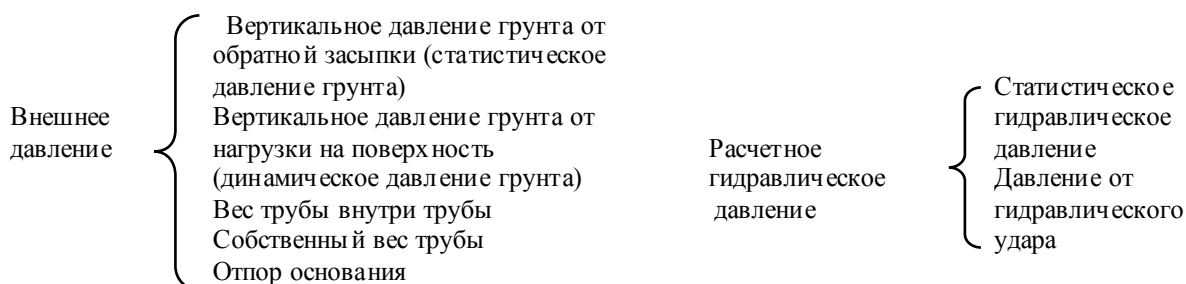 Внешнее
давление
Вертикальное давление грунта от
обратной засыпки (статистическое
давление грунта)
Вертикальное давление грунта от
нагрузки на поверхность
(динамическое давление грунта)
Вес трубы внутри трубы
Собственный вес трубы
Отпор основания
Расчетное
гидравлическое
давление
Статистическое
гидравлическое
давление
Давление от
гидравлического
удара